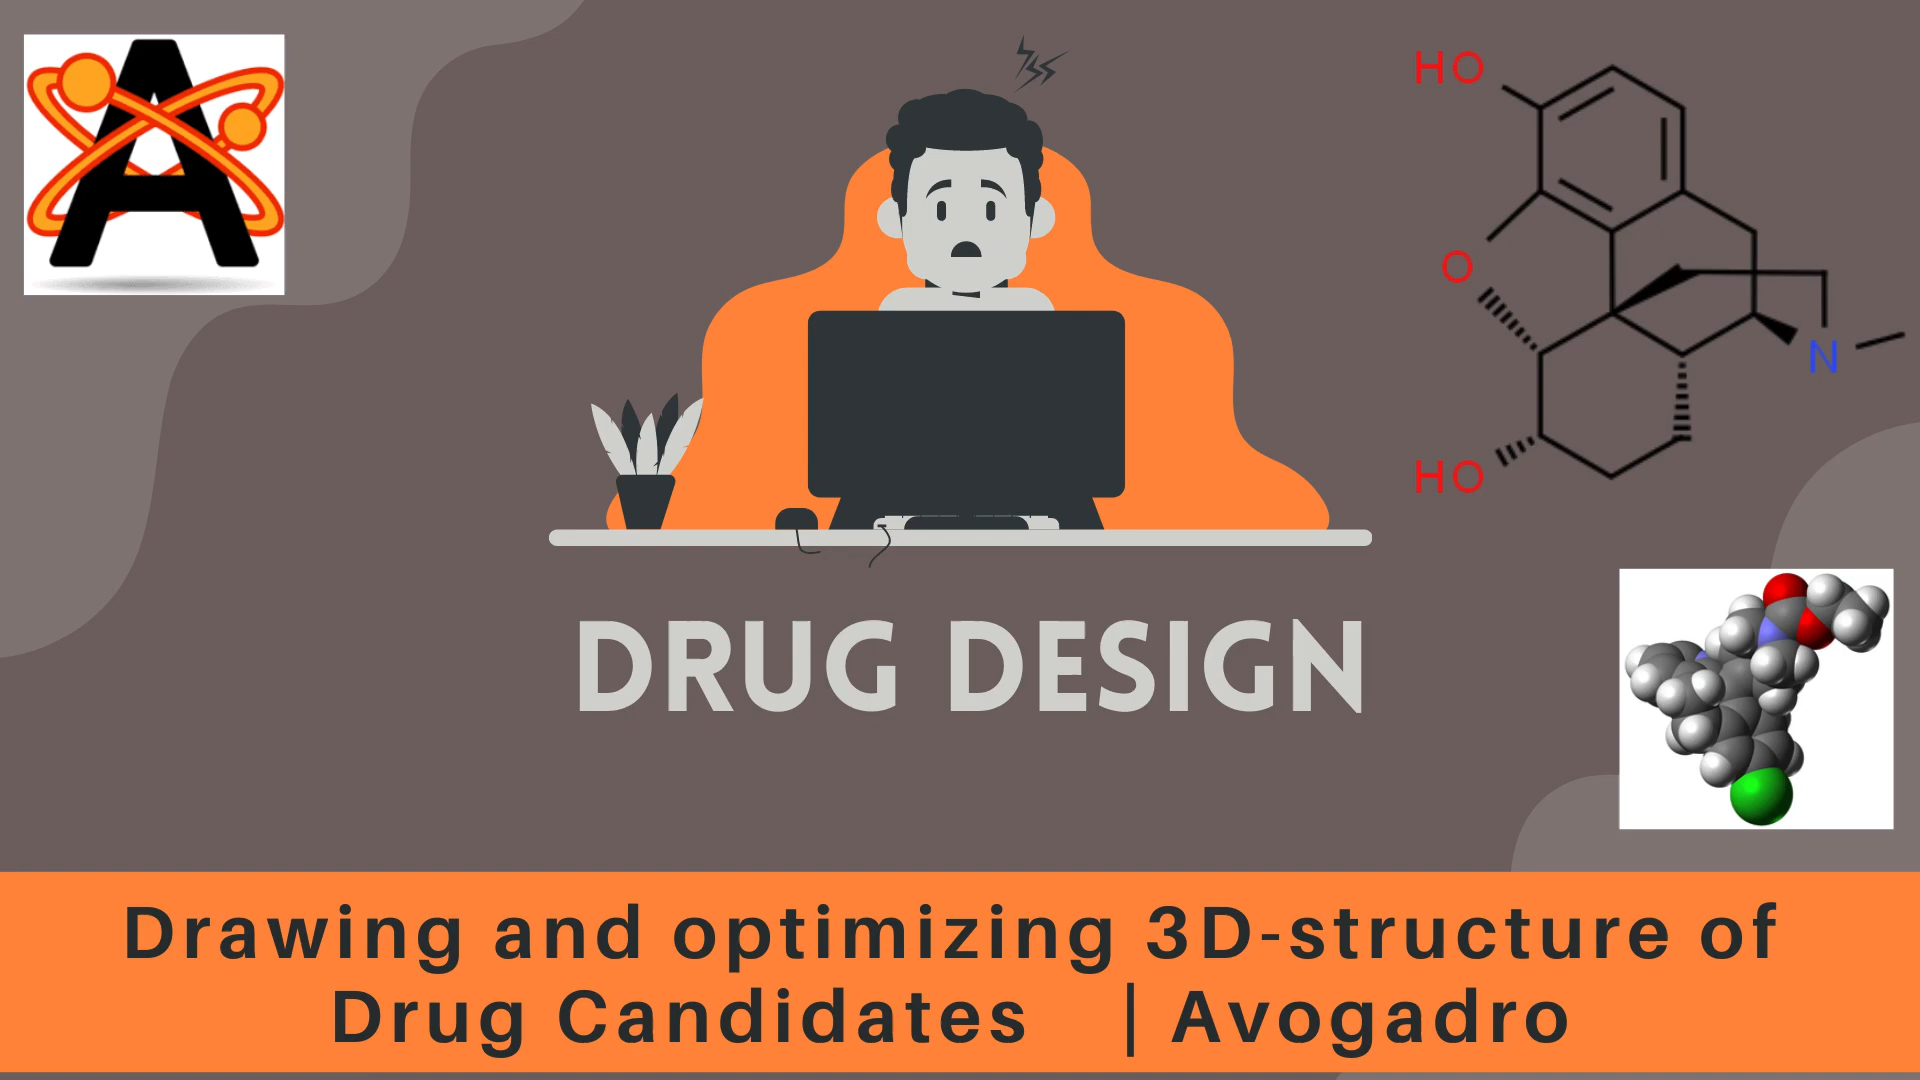 A
HO
O
N
HO
DRUG DESIGN
Drawing and optimizing 3D-structure of
Drug Candidates | Avogadro